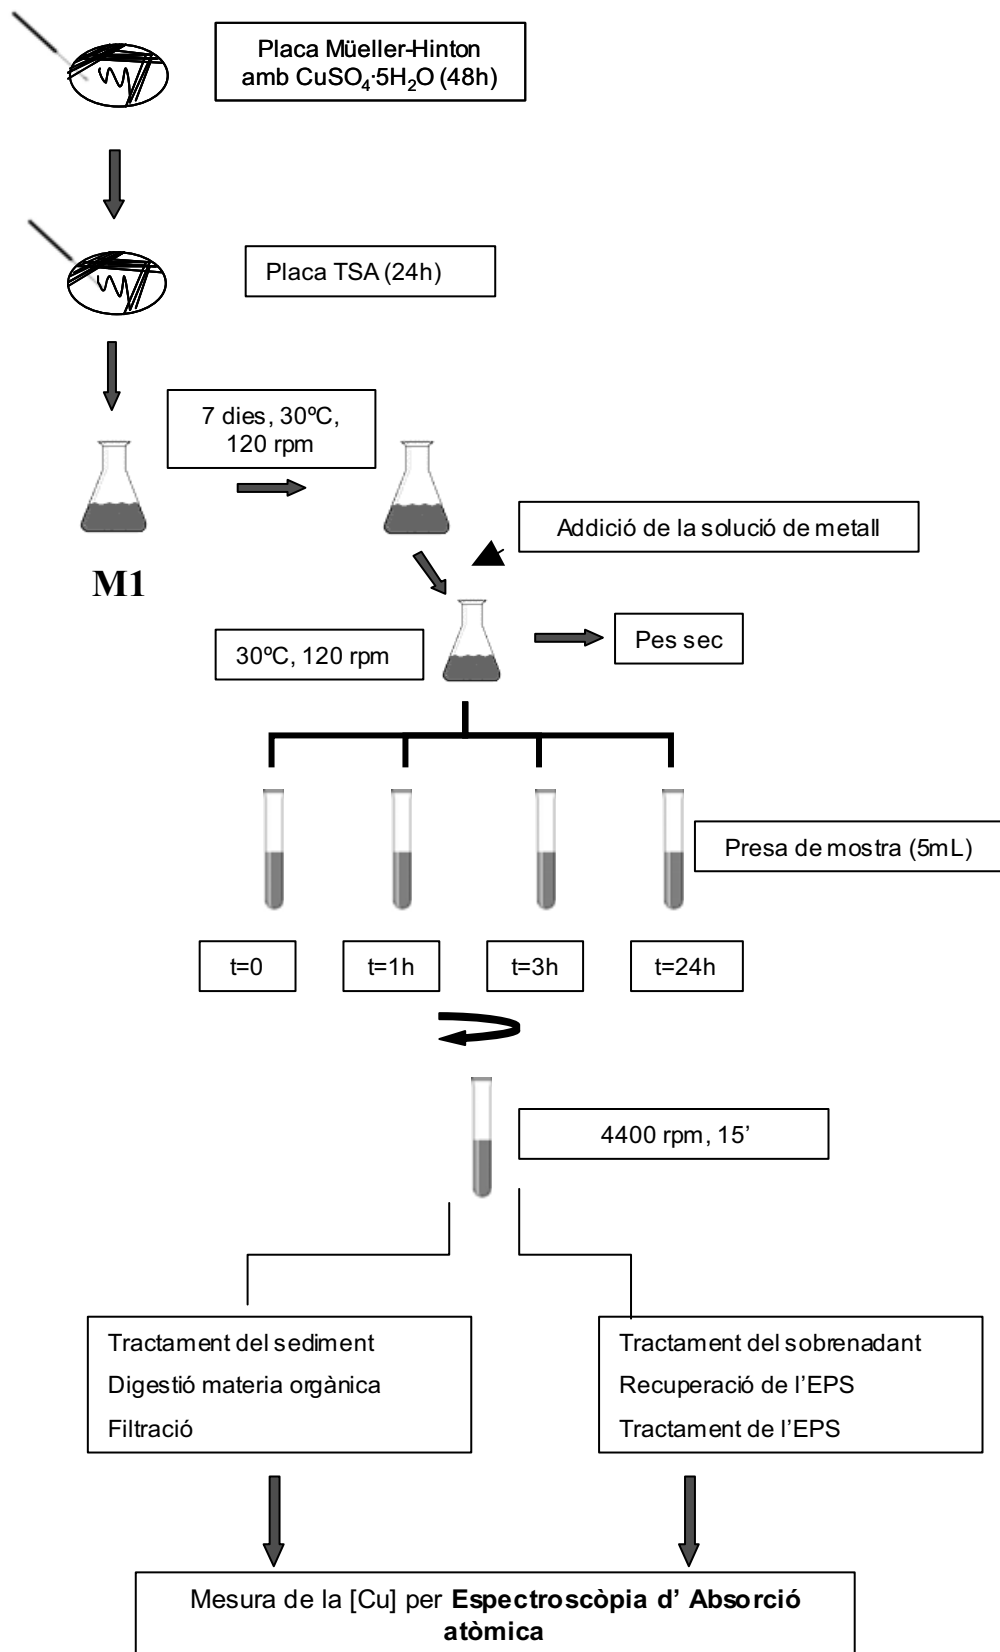 Placa Müeller-Hinton
amb CuSO₄·5H₂O (48h)
Placa TSA (24h)
7 dies, 30ºC,
120 rpm
Addició de la solució de metall
M1
30ºC, 120 rpm
Pes sec
Presa de mostra (5mL)
t=0
t=1h
t=3h
t=24h
4400 rpm, 15’
Tractament del sediment
Digestió materia orgànica
Filtració
Tractament del sobrenadant
Recuperació de l’EPS
Tractament de l’EPS
Mesura de la [Cu] per Espectroscòpia d’ Absorció
atòmica